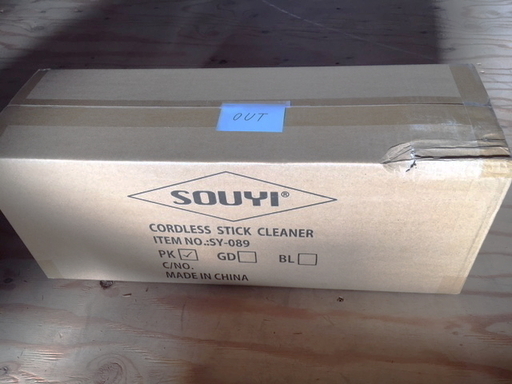 OUT
SOUYI®
CORDLESS STICK CLEANER
ITEM NO.:SY-089
PK ☑ GD ☐ BL ☐
C/NO.
MADE IN CHINA